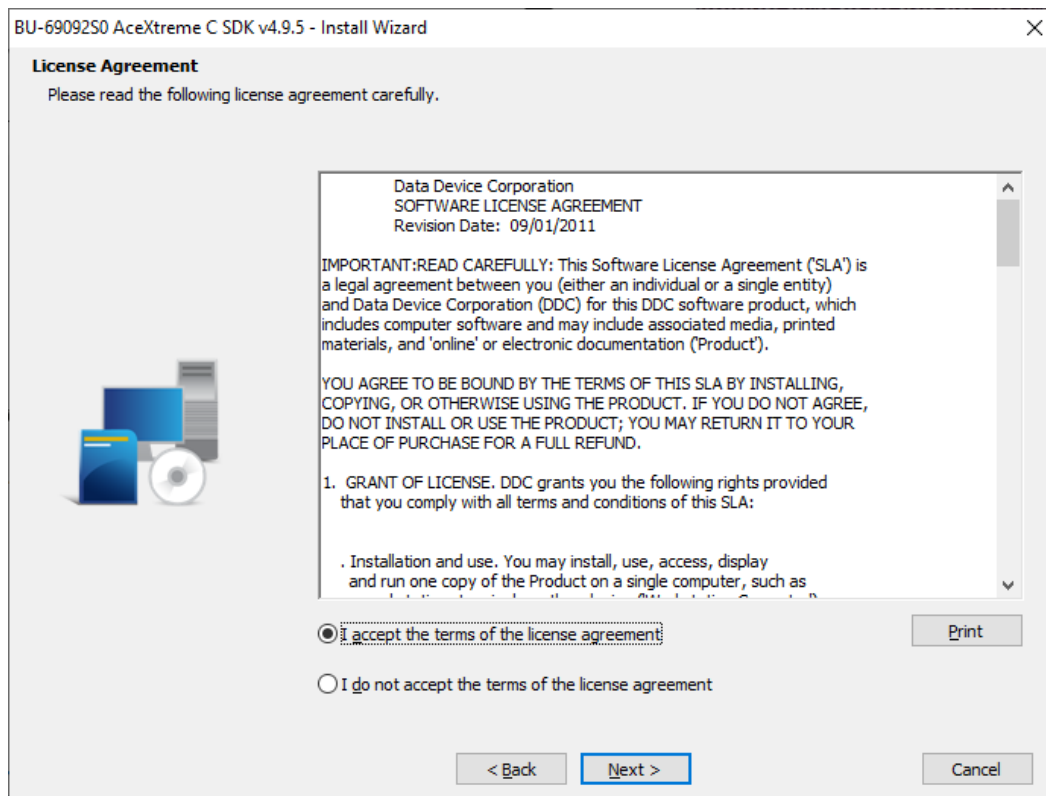 BU-69092S0 AceXtreme C SDK v4.9.5 - Install Wizard
License Agreement
Please read the following license agreement carefully.
Data Device Corporation
SOFTWARE LICENSE AGREEMENT
Revision Date:  09/01/2011
IMPORTANT:READ CAREFULLY: This Software License Agreement ('SLA') is
a legal agreement between you (either an individual or a single entity)
and Data Device Corporation (DDC) for this DDC software product, which
includes computer software and may include associated media, printed
materials, and 'online' or electronic documentation ('Product').
YOU AGREE TO BE BOUND BY THE TERMS OF THIS SLA BY INSTALLING,
COPYING, OR OTHERWISE USING THE PRODUCT. IF YOU DO NOT AGREE,
DO NOT INSTALL OR USE THE PRODUCT; YOU MAY RETURN IT TO YOUR
PLACE OF PURCHASE FOR A FULL REFUND.
1.  GRANT OF LICENSE. DDC grants you the following rights provided
that you comply with all terms and conditions of this SLA:
. Installation and use. You may install, use, access, display
and run one copy of the Product on a single computer, such as
I accept the terms of the license agreement
Print
I do not accept the terms of the license agreement
< Back
Next >
Cancel